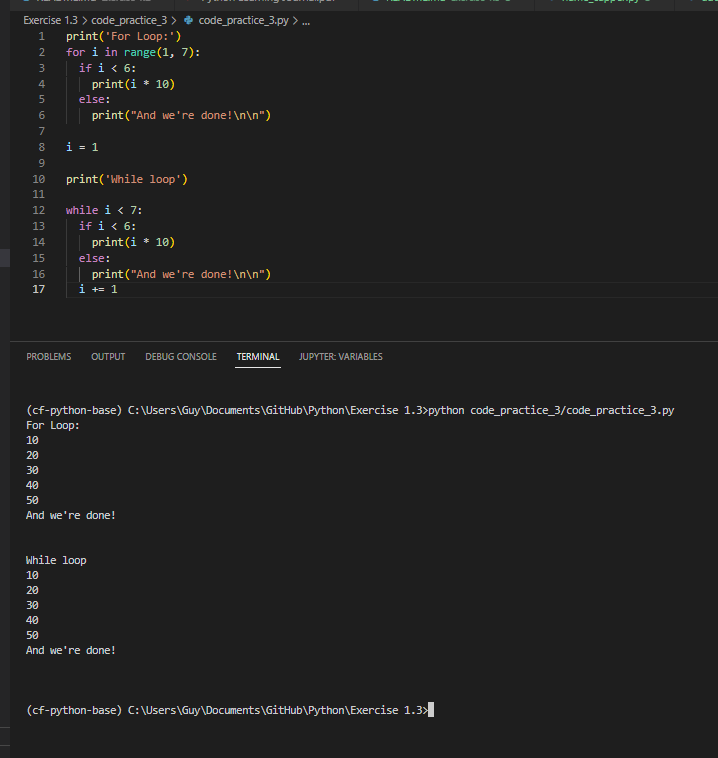 Exercise 1.3 > code_practice_3 > code_practice_3.py > ...
1 print('For Loop:')
2 for i in range(1, 7):
3 if i < 6:
4 print(i * 10)
5 else:
6 print("And we're done!\n\n")
7
8 i = 1
9
10 print('While loop')
11
12 while i < 7:
13 if i < 6:
14 print(i * 10)
15 else:
16 print("And we're done!\n\n")
17 i += 1
PROBLEMS OUTPUT DEBUG CONSOLE TERMINAL JUPYTER: VARIABLES
(cf-python-base) C:\Users\Guy\Documents\GitHub\Python\Exercise 1.3>python code_practice_3/code_practice_3.py
For Loop:
10
20
30
40
50
And we're done!
While loop
10
20
30
40
50
And we're done!
(cf-python-base) C:\Users\Guy\Documents\GitHub\Python\Exercise 1.3>